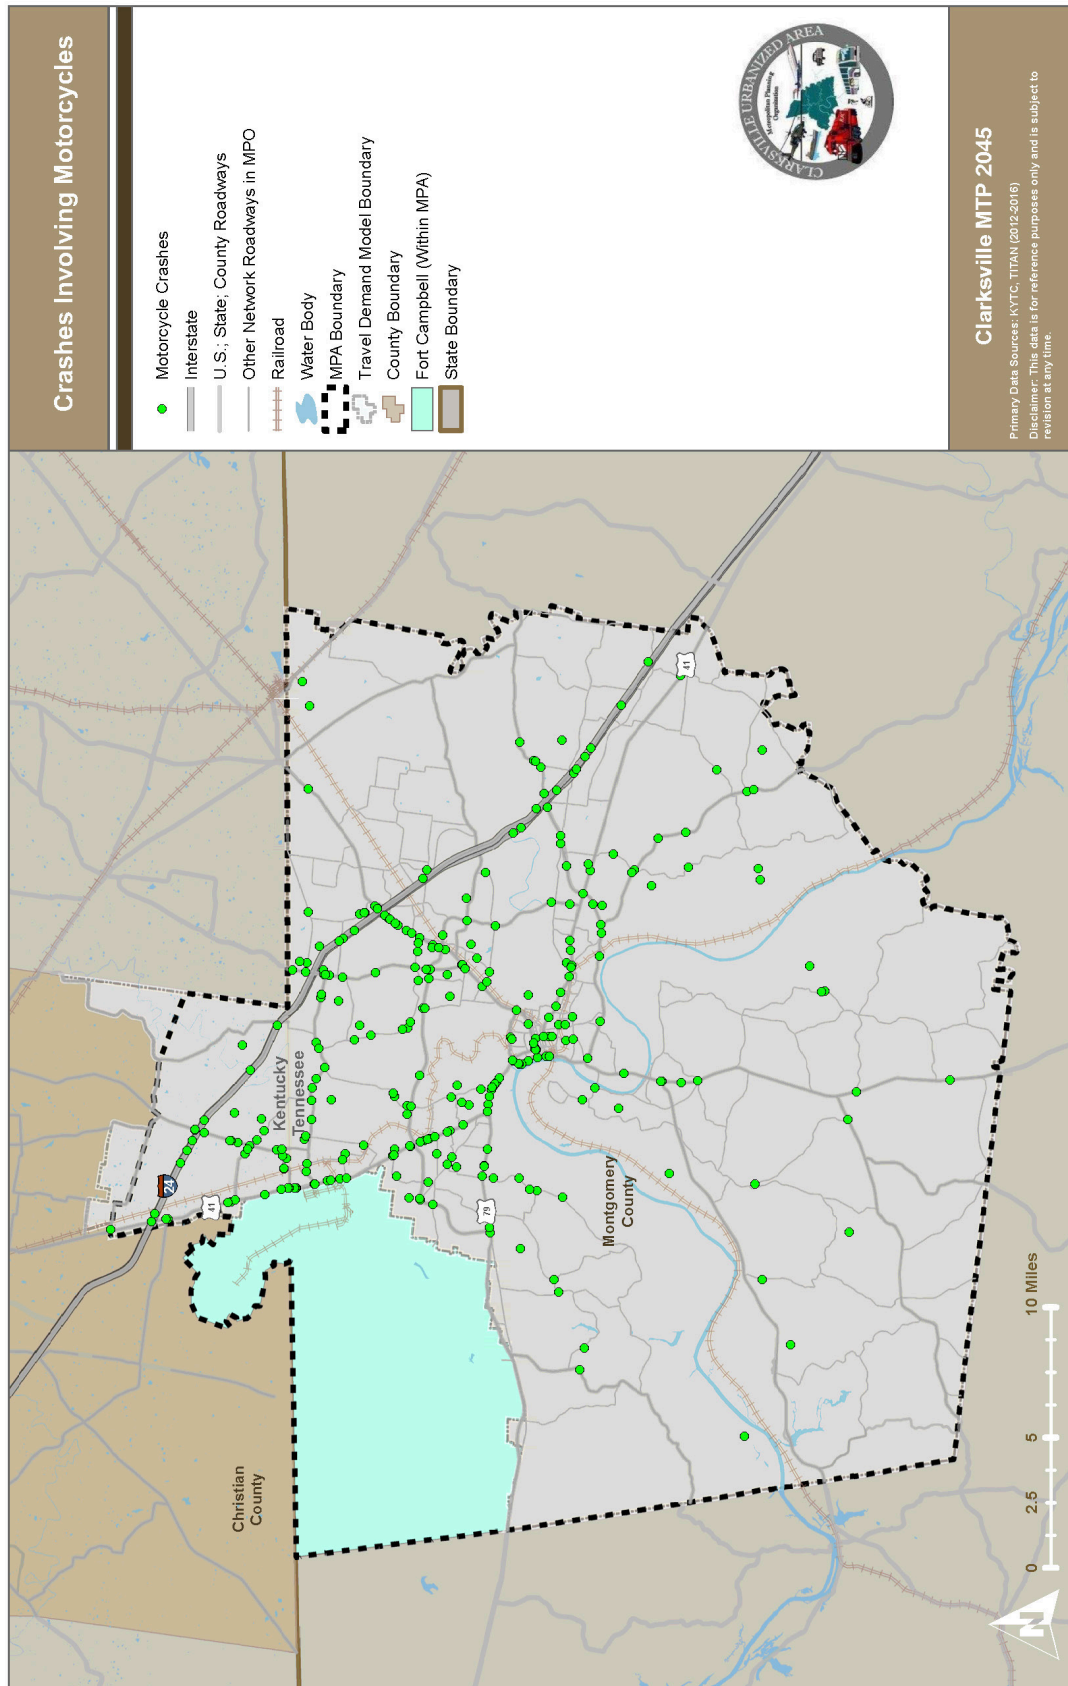 Crashes Involving Motorcycles
Motorcycle Crashes
Interstate
U.S.; State; County Roadways
Other Network Roadways in MPO
Railroad
Water Body
MPA Boundary
Travel Demand Model Boundary
County Boundary
Fort Campbell (Within MPA)
State Boundary
CLARKSVILLE URBANIZED AREA
Metropolitan Planning
Organization
Clarksville MTP 2045
Primary Data Sources: KYTC, TITAN (2012-2016)
Disclaimer: This data is for reference purposes only and is subject to
revision at any time.
Christian
County
24
41
Kentucky
Tennessee
79
Montgomery
County
41
N
0 2.5 5 10 Miles